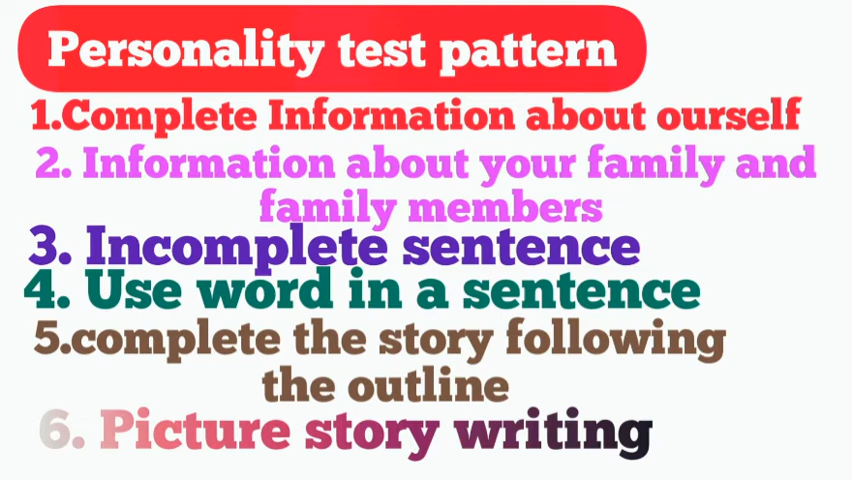 Personality test pattern
1.Complete Information about ourself
2. Information about your family and
family members
3. Incomplete sentence
4. Use word in a sentence
5.complete the story following
the outline
6. Picture story writing